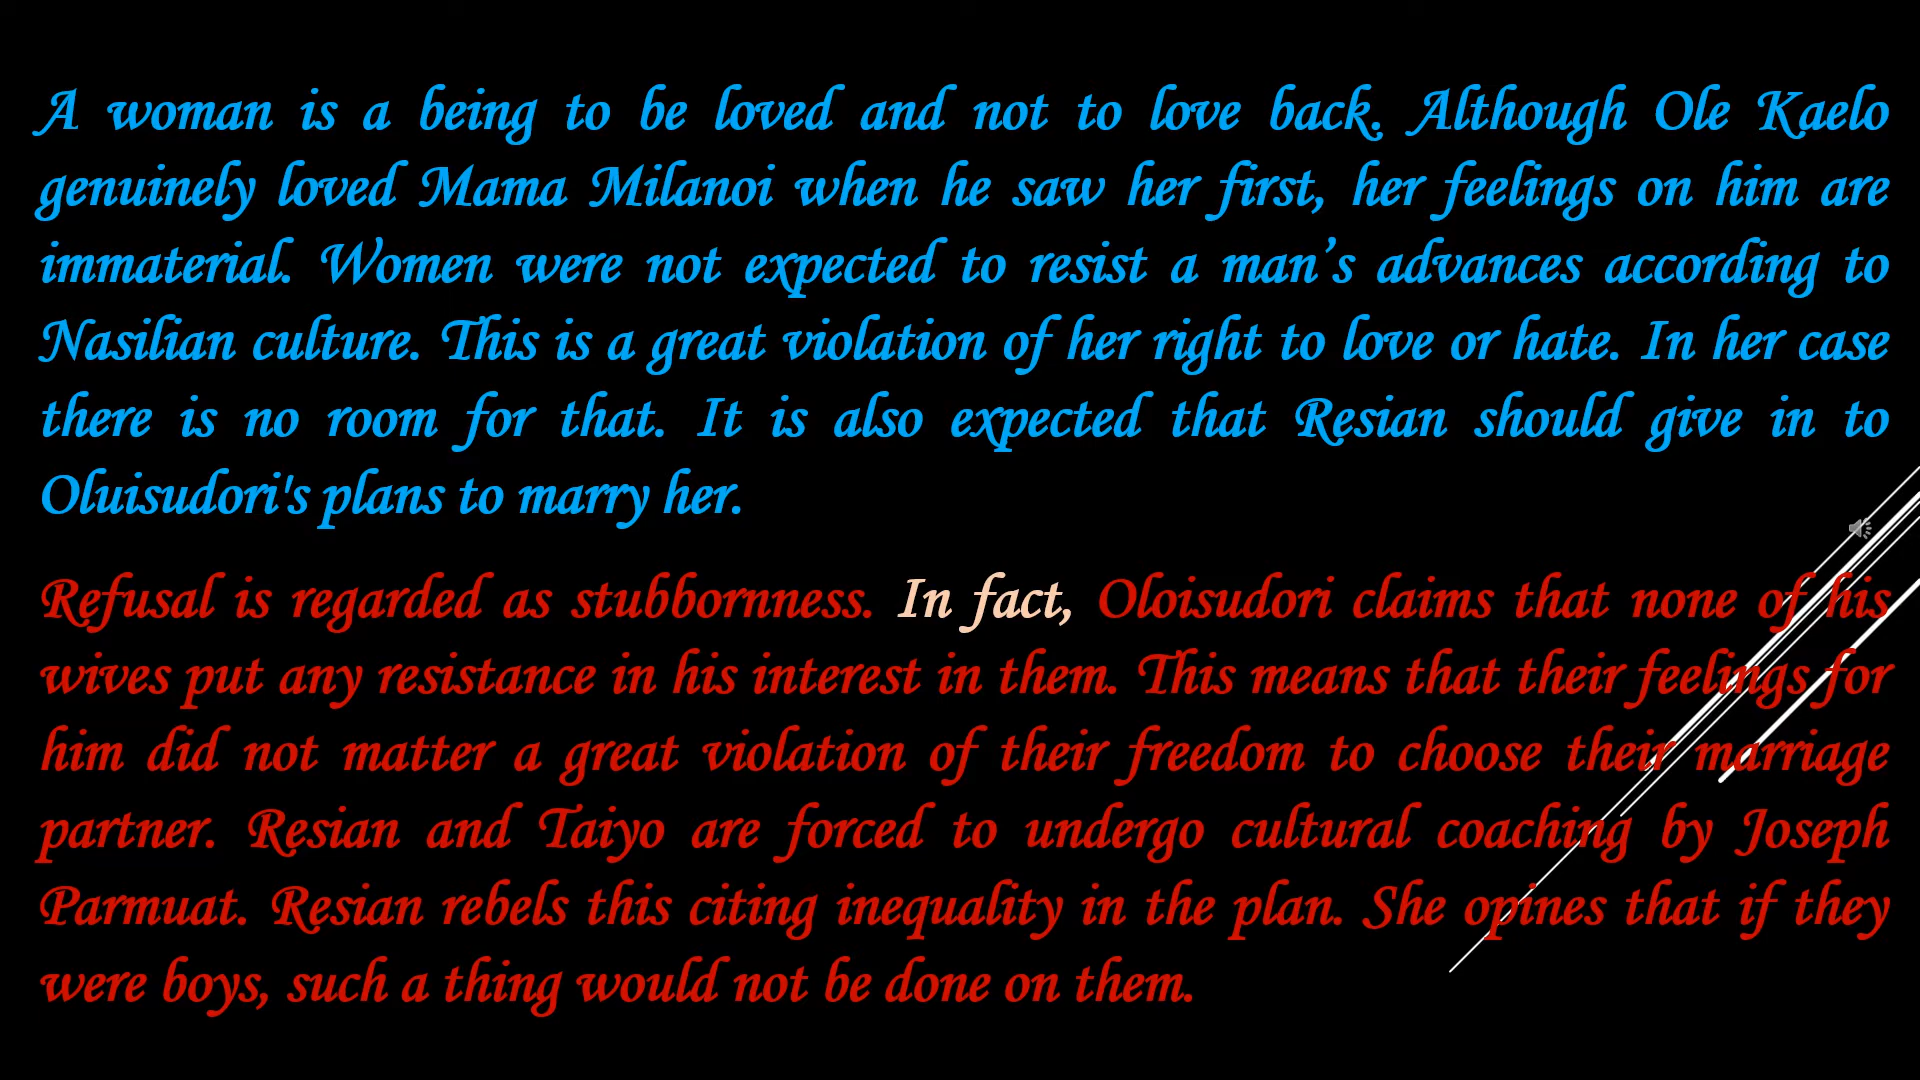 A woman is a being to be loved and not to love back. Although Ole Kaelo
genuinely loved Mama Milanoi when he saw her first, her feelings on him are
immaterial. Women were not expected to resist a man’s advances according to
Nasilian culture. This is a great violation of her right to love or hate. In her case
there is no room for that. It is also expected that Resian should give in to
Oluisudori's plans to marry her.
Refusal is regarded as stubbornness. In fact, Oloisudori claims that none of his
wives put any resistance in his interest in them. This means that their feelings for
him did not matter a great violation of their freedom to choose their marriage
partner. Resian and Taiyo are forced to undergo cultural coaching by Joseph
Parmuat. Resian rebels this citing inequality in the plan. She opines that if they
were boys, such a thing would not be done on them.